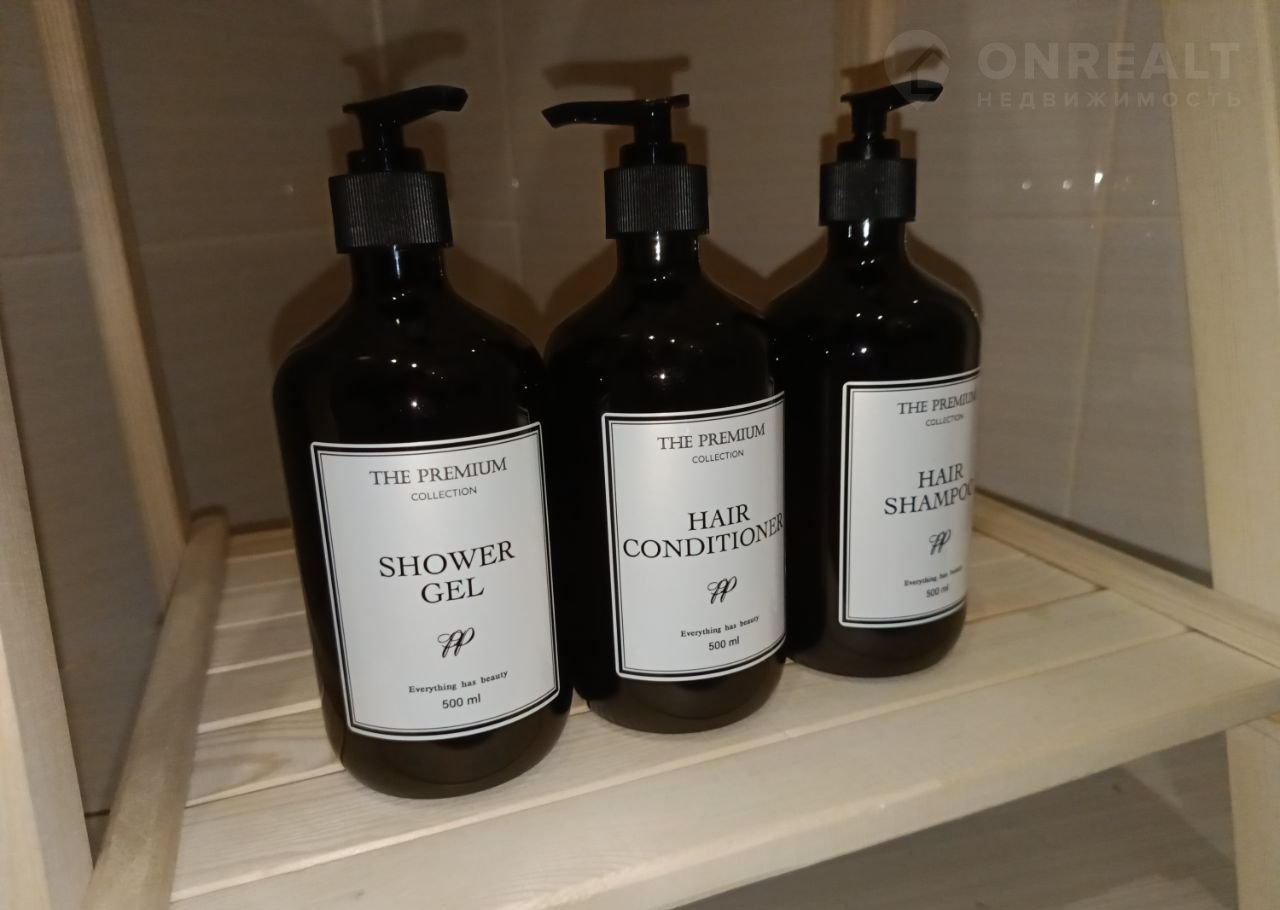 ONREALT
НЕДВИЖИМОСТЬ
THE PREMIUM
COLLECTION
SHOWER
GEL
Everything has beauty
500 ml
THE PREMIUM
COLLECTION
HAIR
CONDITIONER
Everything has beauty
500 ml
THE PREMIUM
COLLECTION
HAIR
SHAMPOO
Everything has beauty
500 ml